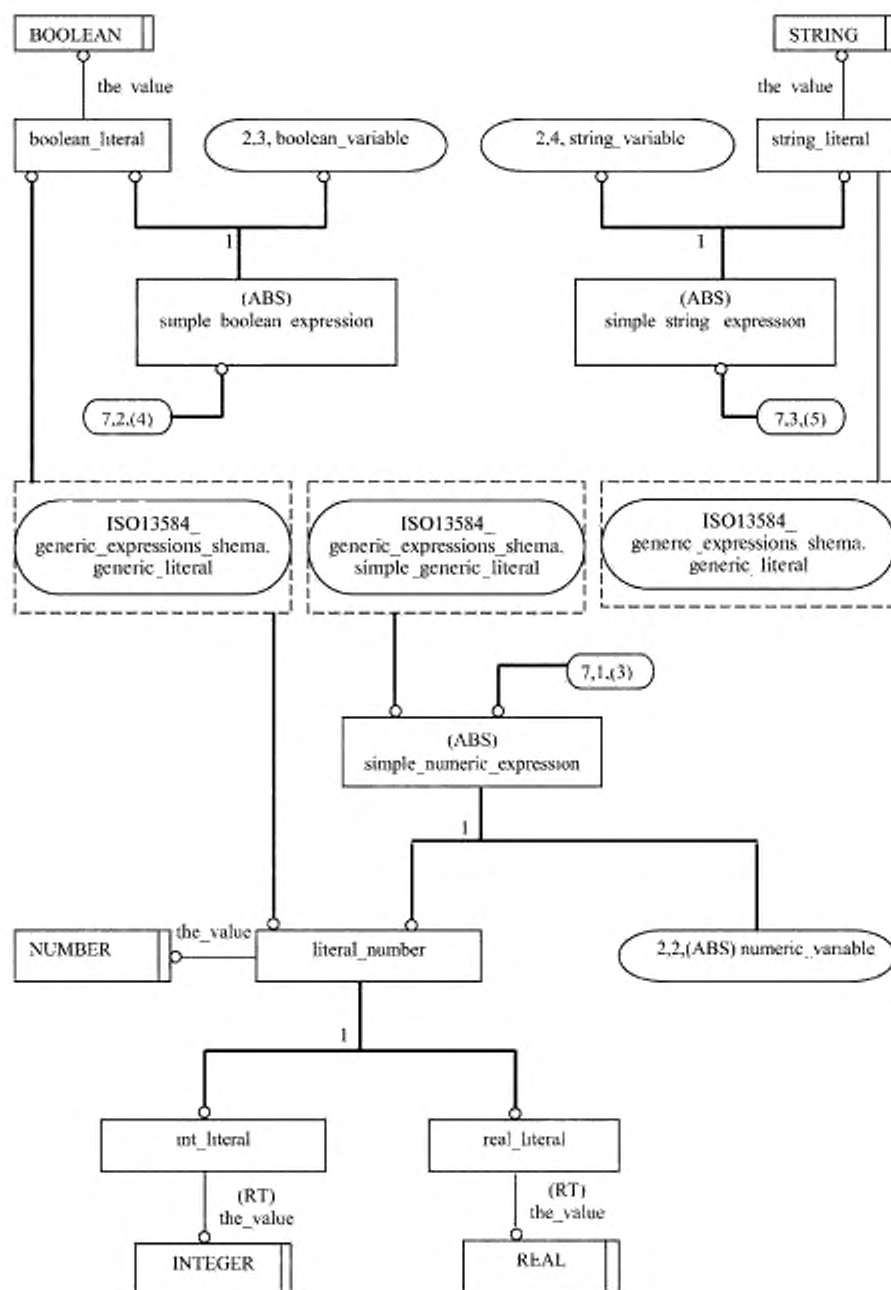 BOOLEAN
STRING
the value
the value
boolean_literal
2,3, boolean_variable
2,4, string_variable
string_literal
1
1
(ABS)
simple boolean expression
(ABS)
simple string expression
7,2,(4)
7,3,(5)
ISO13584_
generic_expressions_shema.
generic_literal
ISO13584_
generic_expressions_shema.
simple_generic_literal
ISO13584_
generic_expressions shema.
generic_literal
7,1,(3)
(ABS)
simple_numeric_expression
1
NUMBER
the_value
literal_number
2,2,(ABS) numeric_variable
1
int_literal
real_literal
(RT)
the_value
(RT)
the_value
INTEGER
REAL